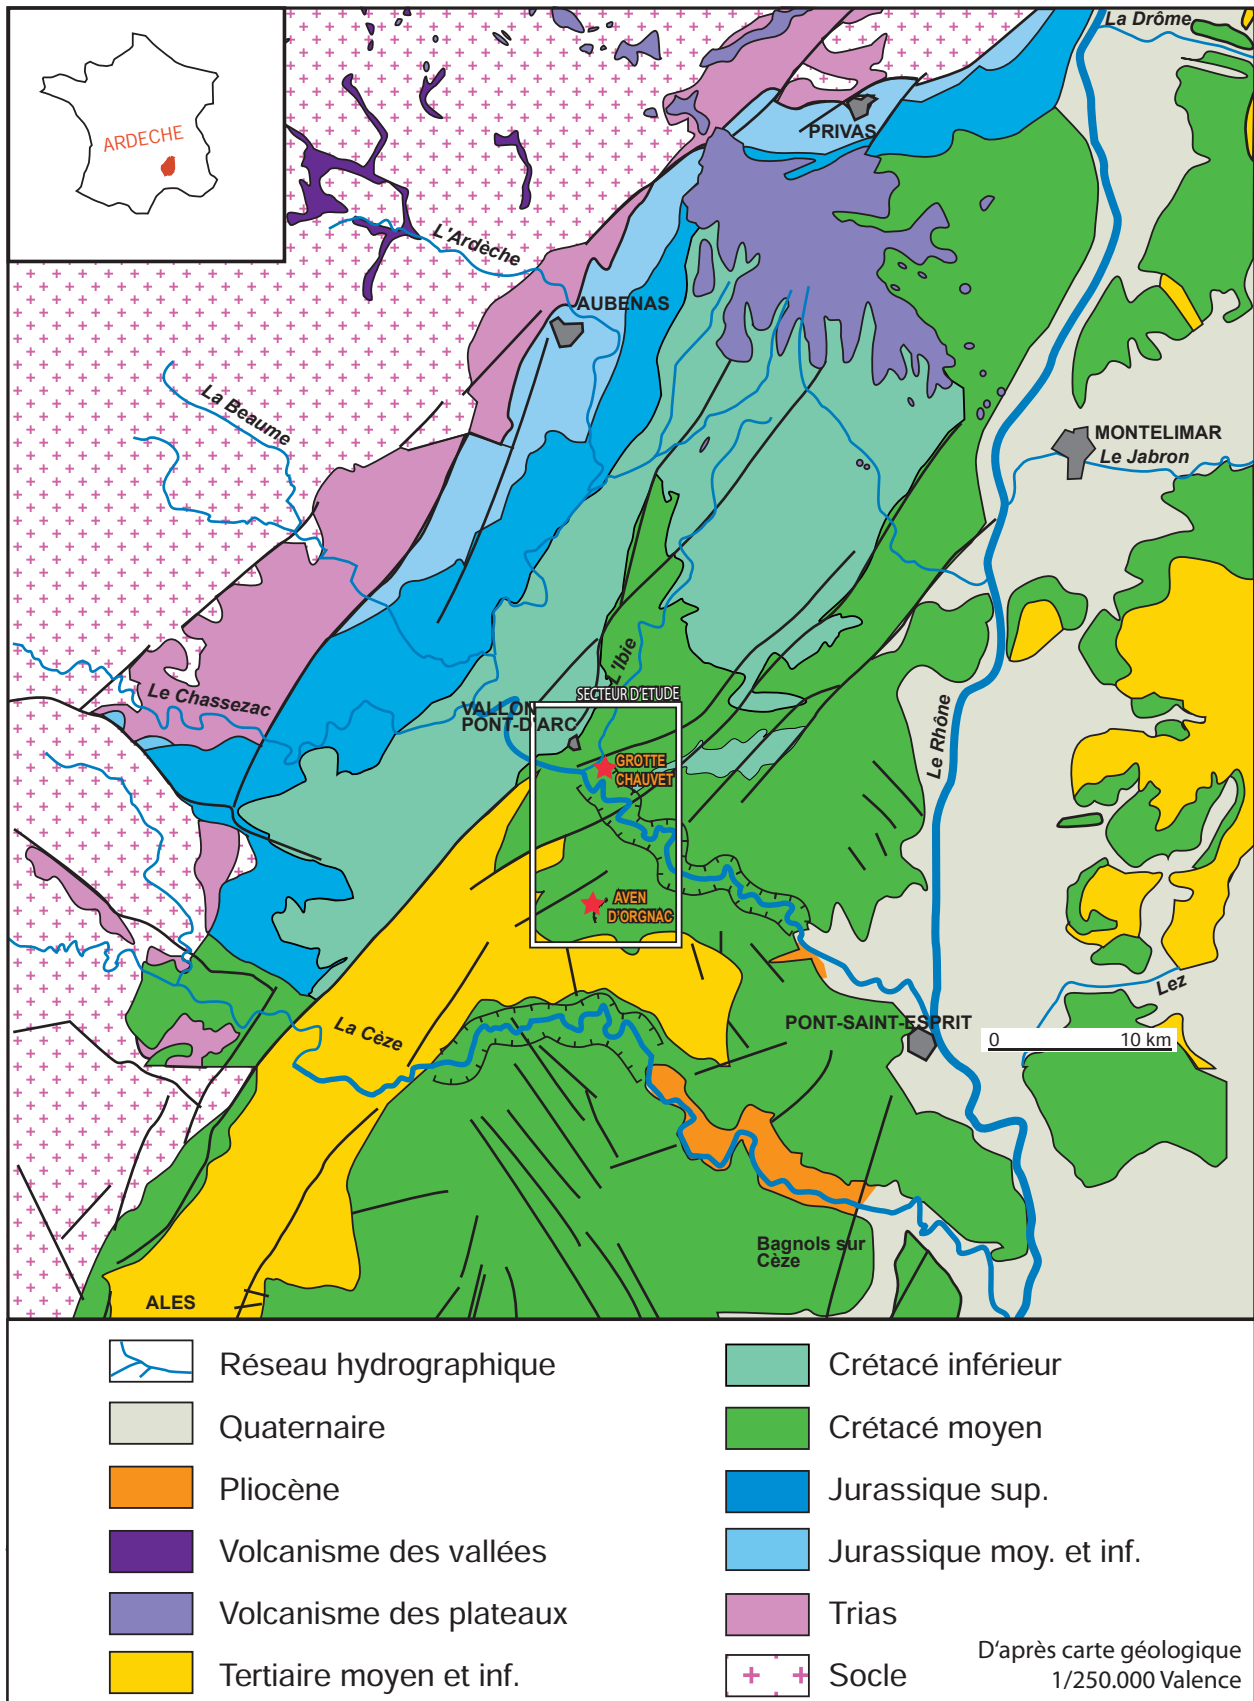 La Drôme
ARDECHE
PRIVAS
L'Ardèche
AUBENAS
La Beaume
MONTELIMAR
Le Jabron
L'Ibie
Le Chassezac
SECTEUR D'ETUDE
VALLON
PONT-D'ARC
Le Rhône
GROTTE
CHAUVET
AVEN
D'ORGNAC
Lez
La Cèze
PONT-SAINT-ESPRIT
0 10 km
Bagnols sur
Cèze
ALES
Réseau hydrographique
Quaternaire
Pliocène
Volcanisme des vallées
Volcanisme des plateaux
Tertiaire moyen et inf.
Crétacé inférieur
Crétacé moyen
Jurassique sup.
Jurassique moy. et inf.
Trias
Socle
D'après carte géologique
1/250.000 Valence